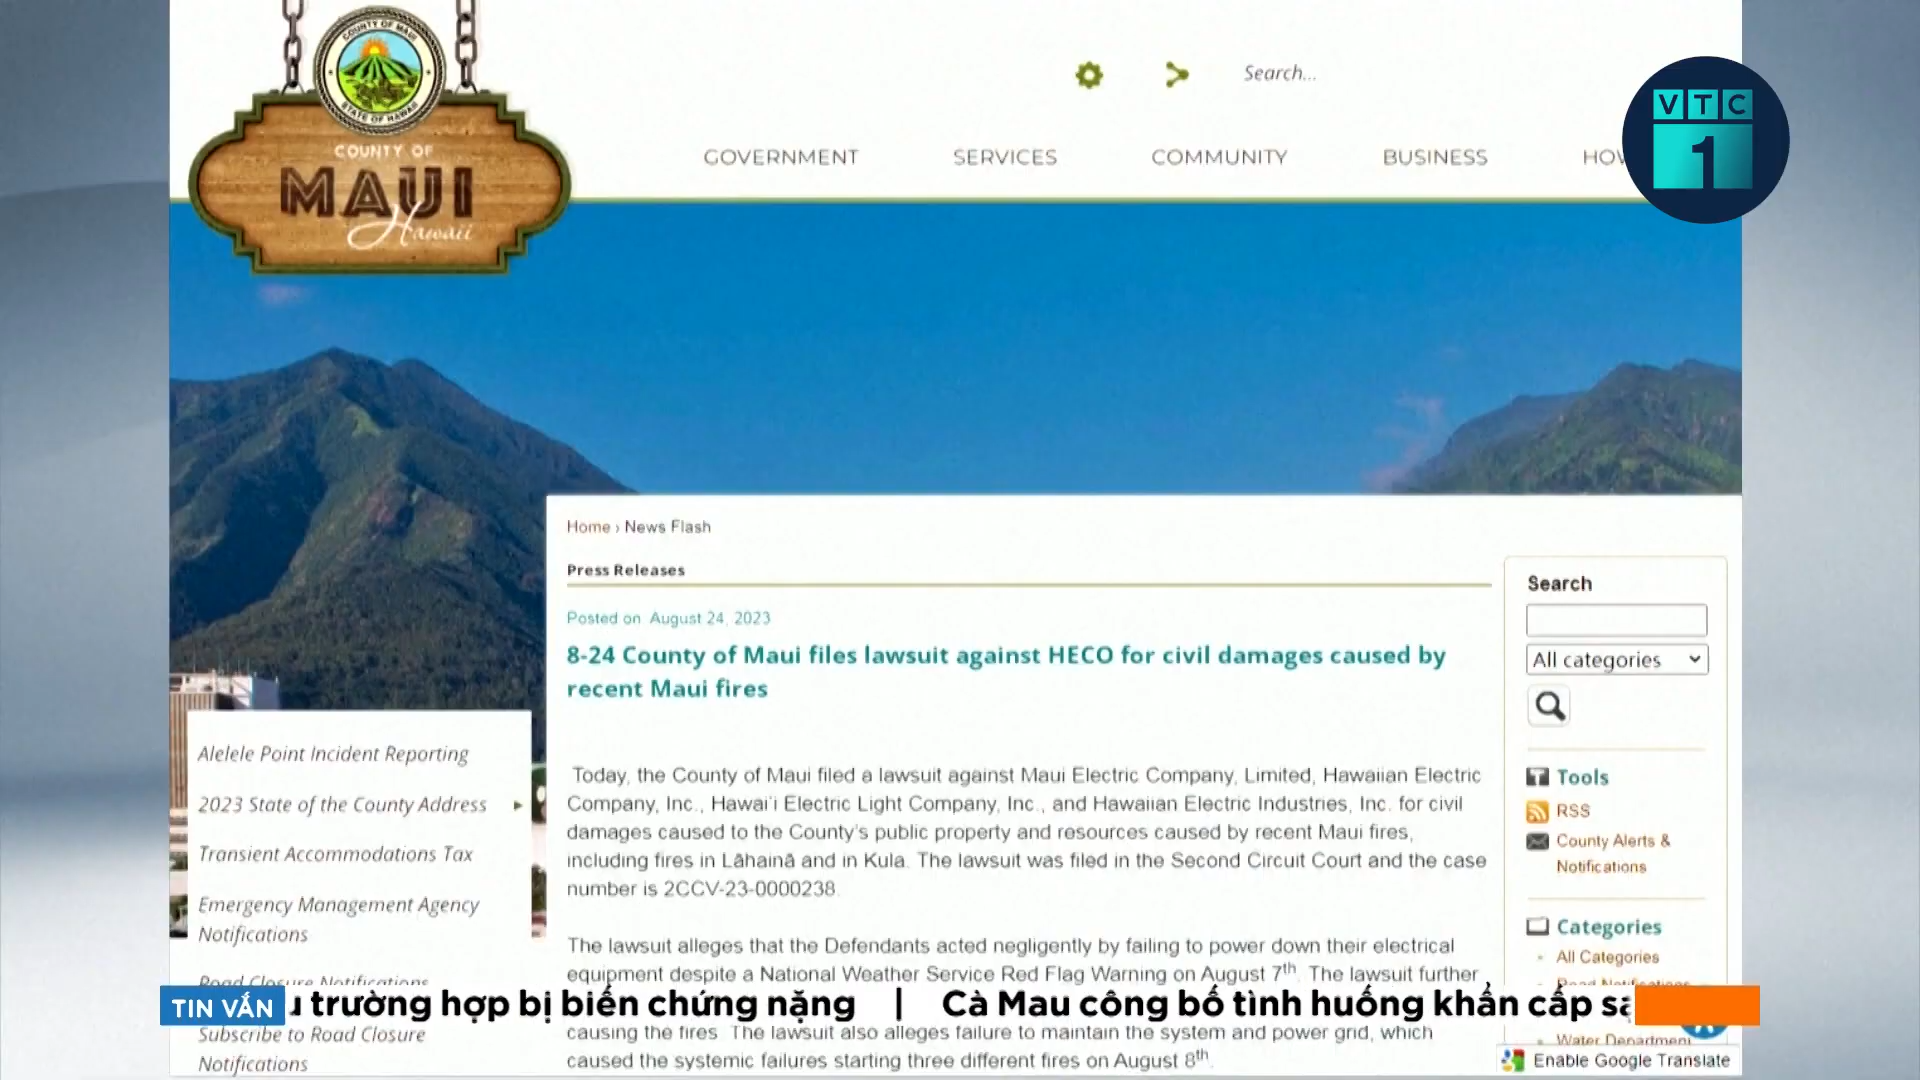 COUNTY OF MAUI
STATE OF HAWAII
COUNTY OF
MAUI
Hawaii
Search...
GOVERNMENT
SERVICES
COMMUNITY
BUSINESS
VTC
1
Home › News Flash
Press Releases
Posted on August 24, 2023
8-24 County of Maui files lawsuit against HECO for civil damages caused by
recent Maui fires
Today, the County of Maui filed a lawsuit against Maui Electric Company, Limited, Hawaiian Electric
Company, Inc., Hawai'i Electric Light Company, Inc., and Hawaiian Electric Industries, Inc. for civil
damages caused to the County's public property and resources caused by recent Maui fires,
including fires in Lāhainā and in Kula. The lawsuit was filed in the Second Circuit Court and the case
number is 2CCV-23-0000238.
The lawsuit alleges that the Defendants acted negligently by failing to power down their electrical
equipment despite a National Weather Service Red Flag Warning on August 7th. The lawsuit further
causing the fires. The lawsuit also alleges failure to maintain the system and power grid, which
caused the systemic failures starting three different fires on August 8th.
Alelele Point Incident Reporting
2023 State of the County Address
Transient Accommodations Tax
Emergency Management Agency
Notifications
Road Closure Notifications
Subscribe to Road Closure
Notifications
Search
All categories
Tools
RSS
County Alerts &
Notifications
Categories
All Categories
Road Notifications
Water Department
Enable Google Translate
TIN VẮN
trường hợp bị biến chứng nặng | Cà Mau công bố tình huống khẩn cấp